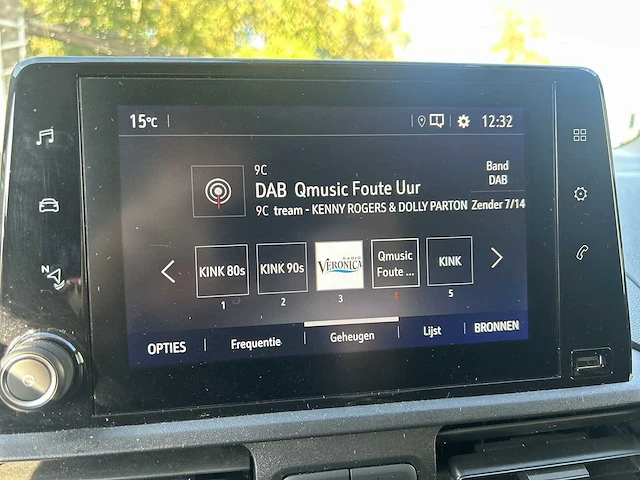 15°C 12:32
9C
DAB Qmusic Foute Uur
Band
DAB
9C tream - KENNY ROGERS & DOLLY PARTON Zender 7/14
KINK 80s
KINK 90s
RADIO
VERONICA
Qmusic
Foute ...
KINK
1 2 3 4 5
OPTIES Frequentie Geheugen Lijst BRONNEN
N